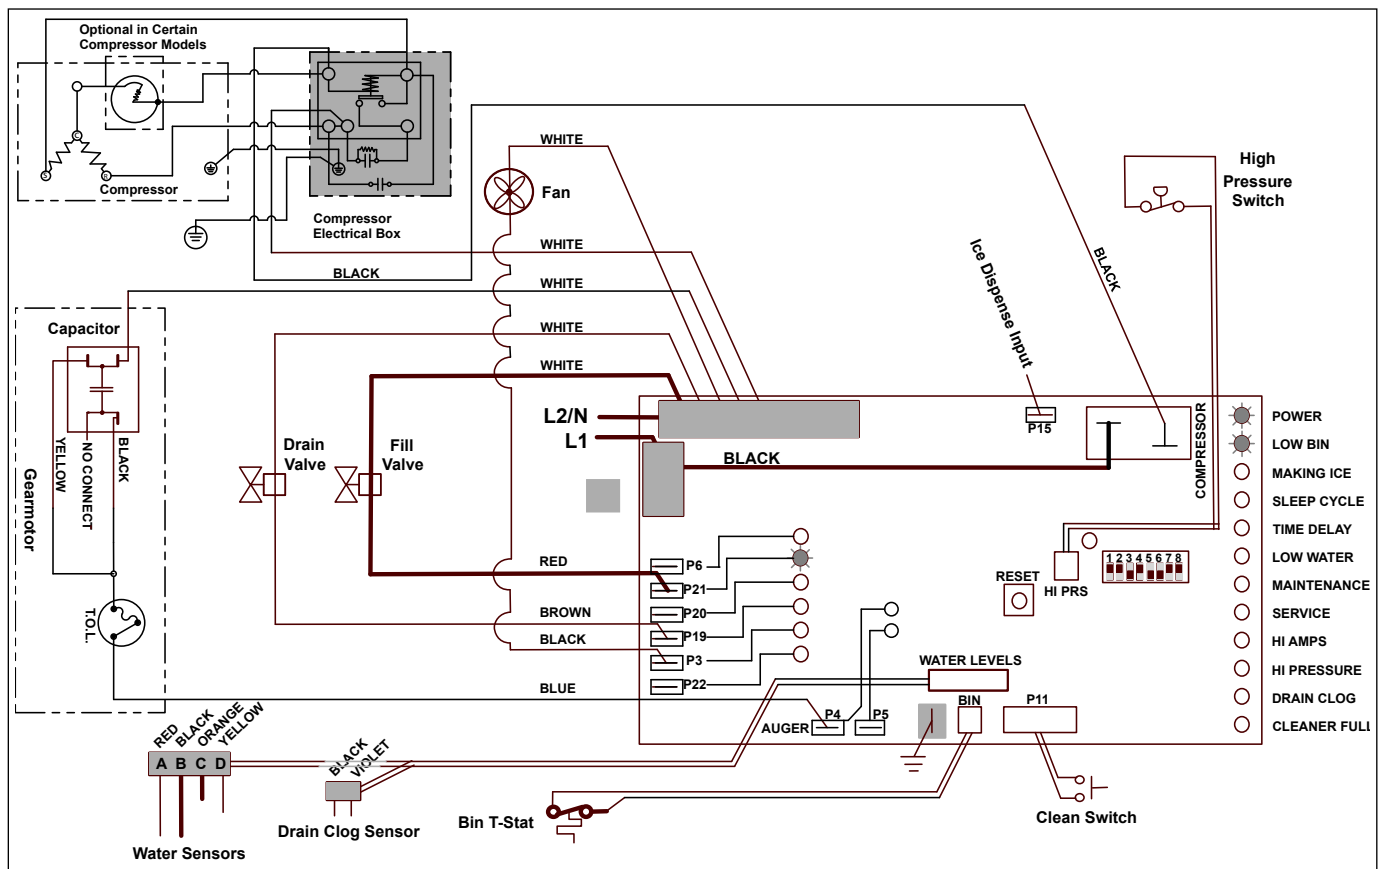 Optional in Certain
Compressor Models
C
S
R
Compressor
Compressor
Electrical Box
WHITE
Fan
WHITE
BLACK
WHITE
WHITE
WHITE
High
Pressure
Switch
BLACK
Ice Dispense Input
P15
COMPRESSOR
Capacitor
YELLOW
NO CONNECT
BLACK
Gearmotor
T.O.L.
Drain
Valve
Fill
Valve
L2/N
L1
BLACK
RED
BROWN
BLACK
BLUE
P6
P21
P20
P19
P3
P22
AUGER
P4
P5
WATER LEVELS
BIN
P11
RESET
HI PRS
1 2 3 4 5 6 7 8
POWER
LOW BIN
MAKING ICE
SLEEP CYCLE
TIME DELAY
LOW WATER
MAINTENANCE
SERVICE
HI AMPS
HI PRESSURE
DRAIN CLOG
CLEANER FULL
RED
BLACK
ORANGE
YELLOW
A B C D
Water Sensors
BLACK
VIOLET
Drain Clog Sensor
Bin T-Stat
Clean Switch